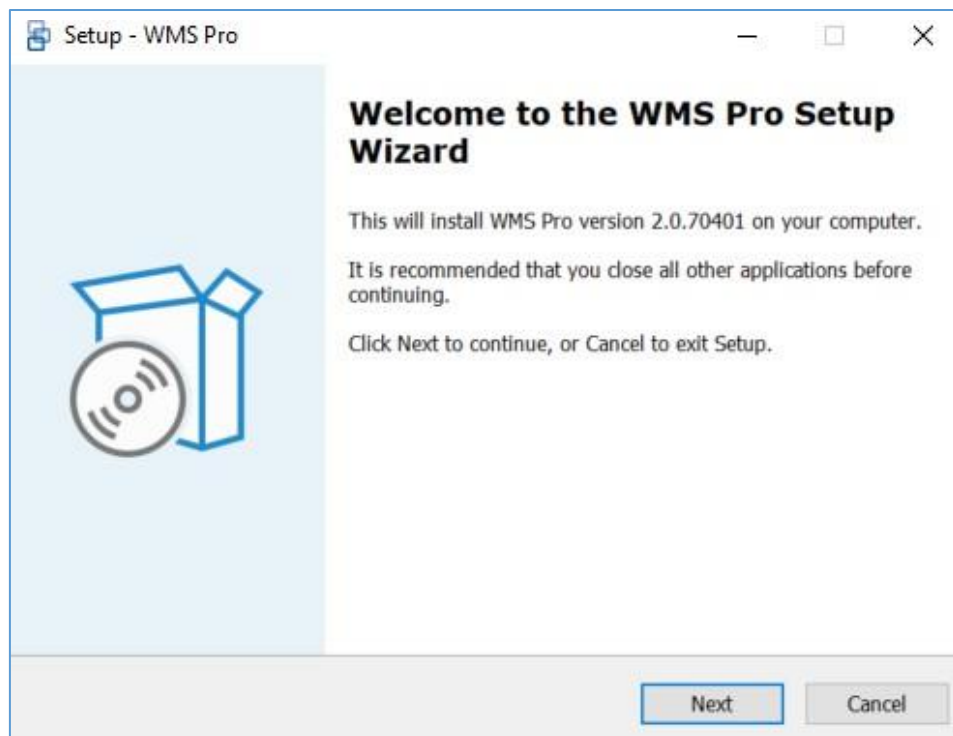 Setup - WMS Pro
Welcome to the WMS Pro Setup
Wizard
This will install WMS Pro version 2.0.70401 on your computer.
It is recommended that you close all other applications before
continuing.
Click Next to continue, or Cancel to exit Setup.
Next
Cancel